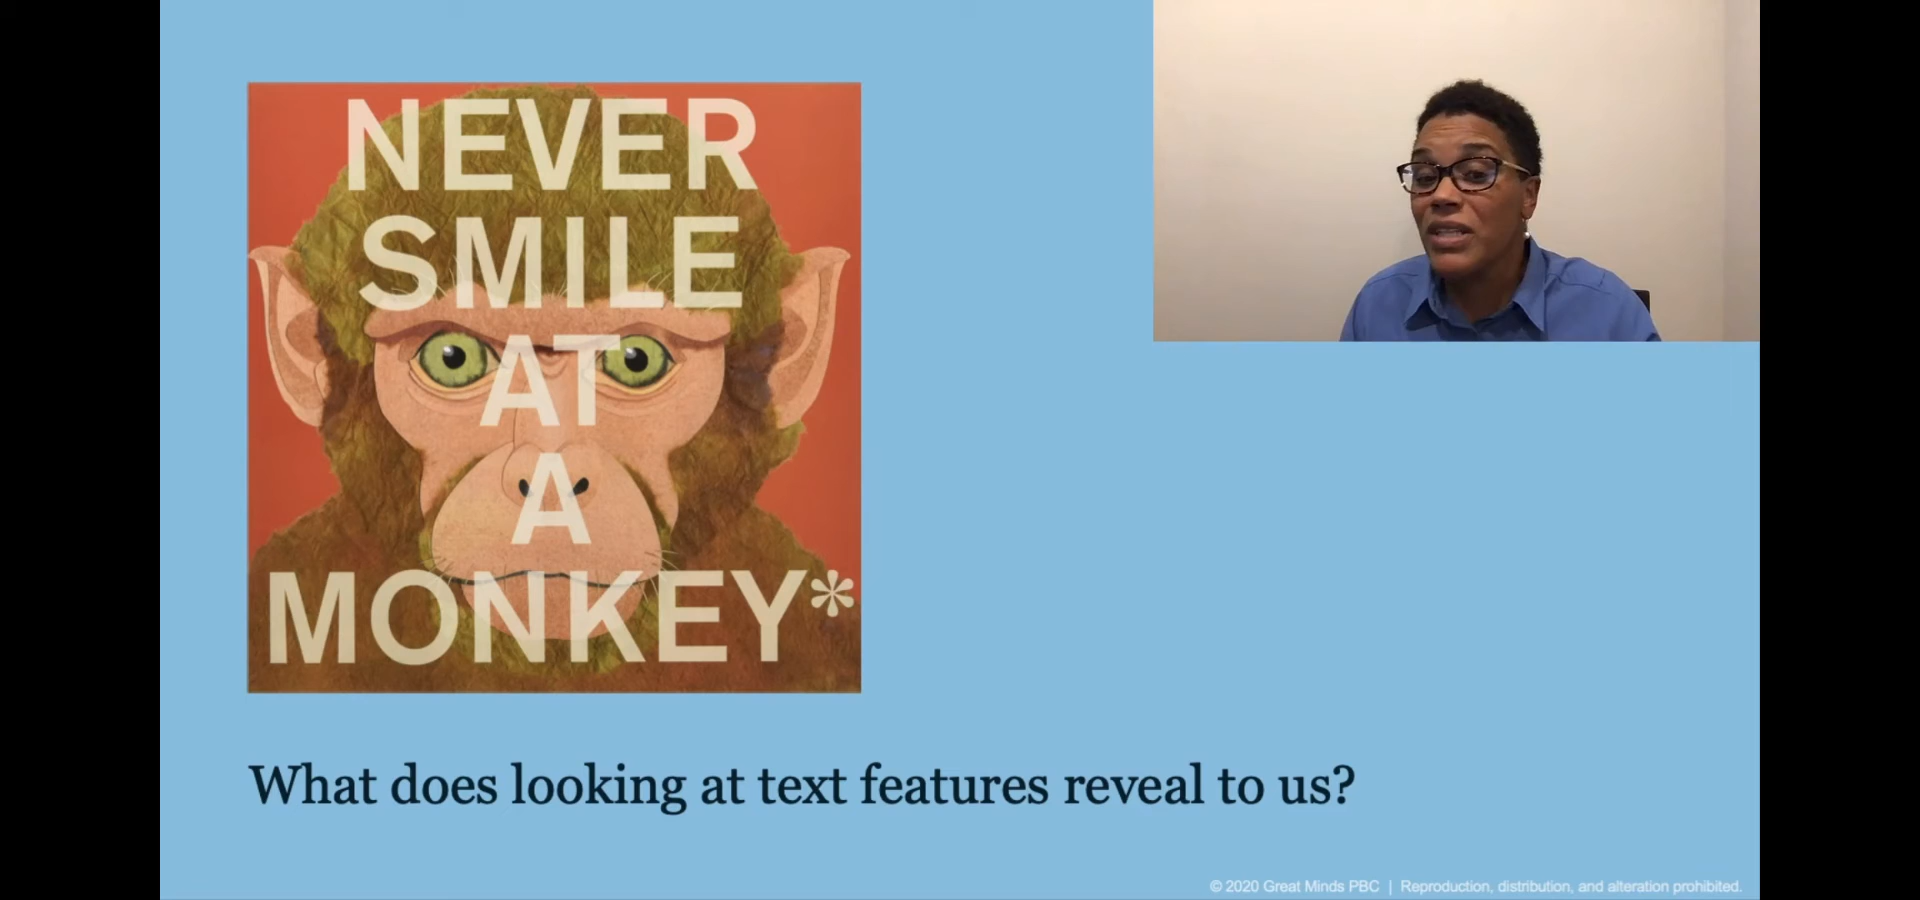 NEVER
SMILE
AT
A
MONKEY*
What does looking at text features reveal to us?
© 2020 Great Minds PBC | Reproduction, distribution, and alteration prohibited.